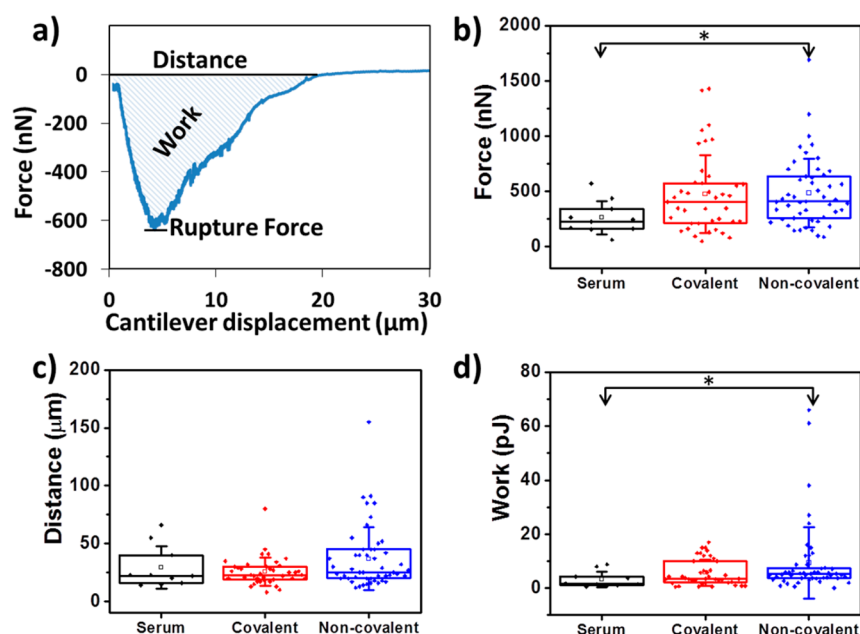 a)
Distance
0
-200
-400
-600
-800
Force (nN)
Work
Rupture Force
0 10 20 30
Cantilever displacement (μm)
b)
*
2000
1500
1000
500
0
Force (nN)
Serum Covalent Non-covalent
c)
200
150
100
50
0
Distance (μm)
Serum Covalent Non-covalent
d)
*
80
60
40
20
0
Work (pJ)
Serum Covalent Non-covalent